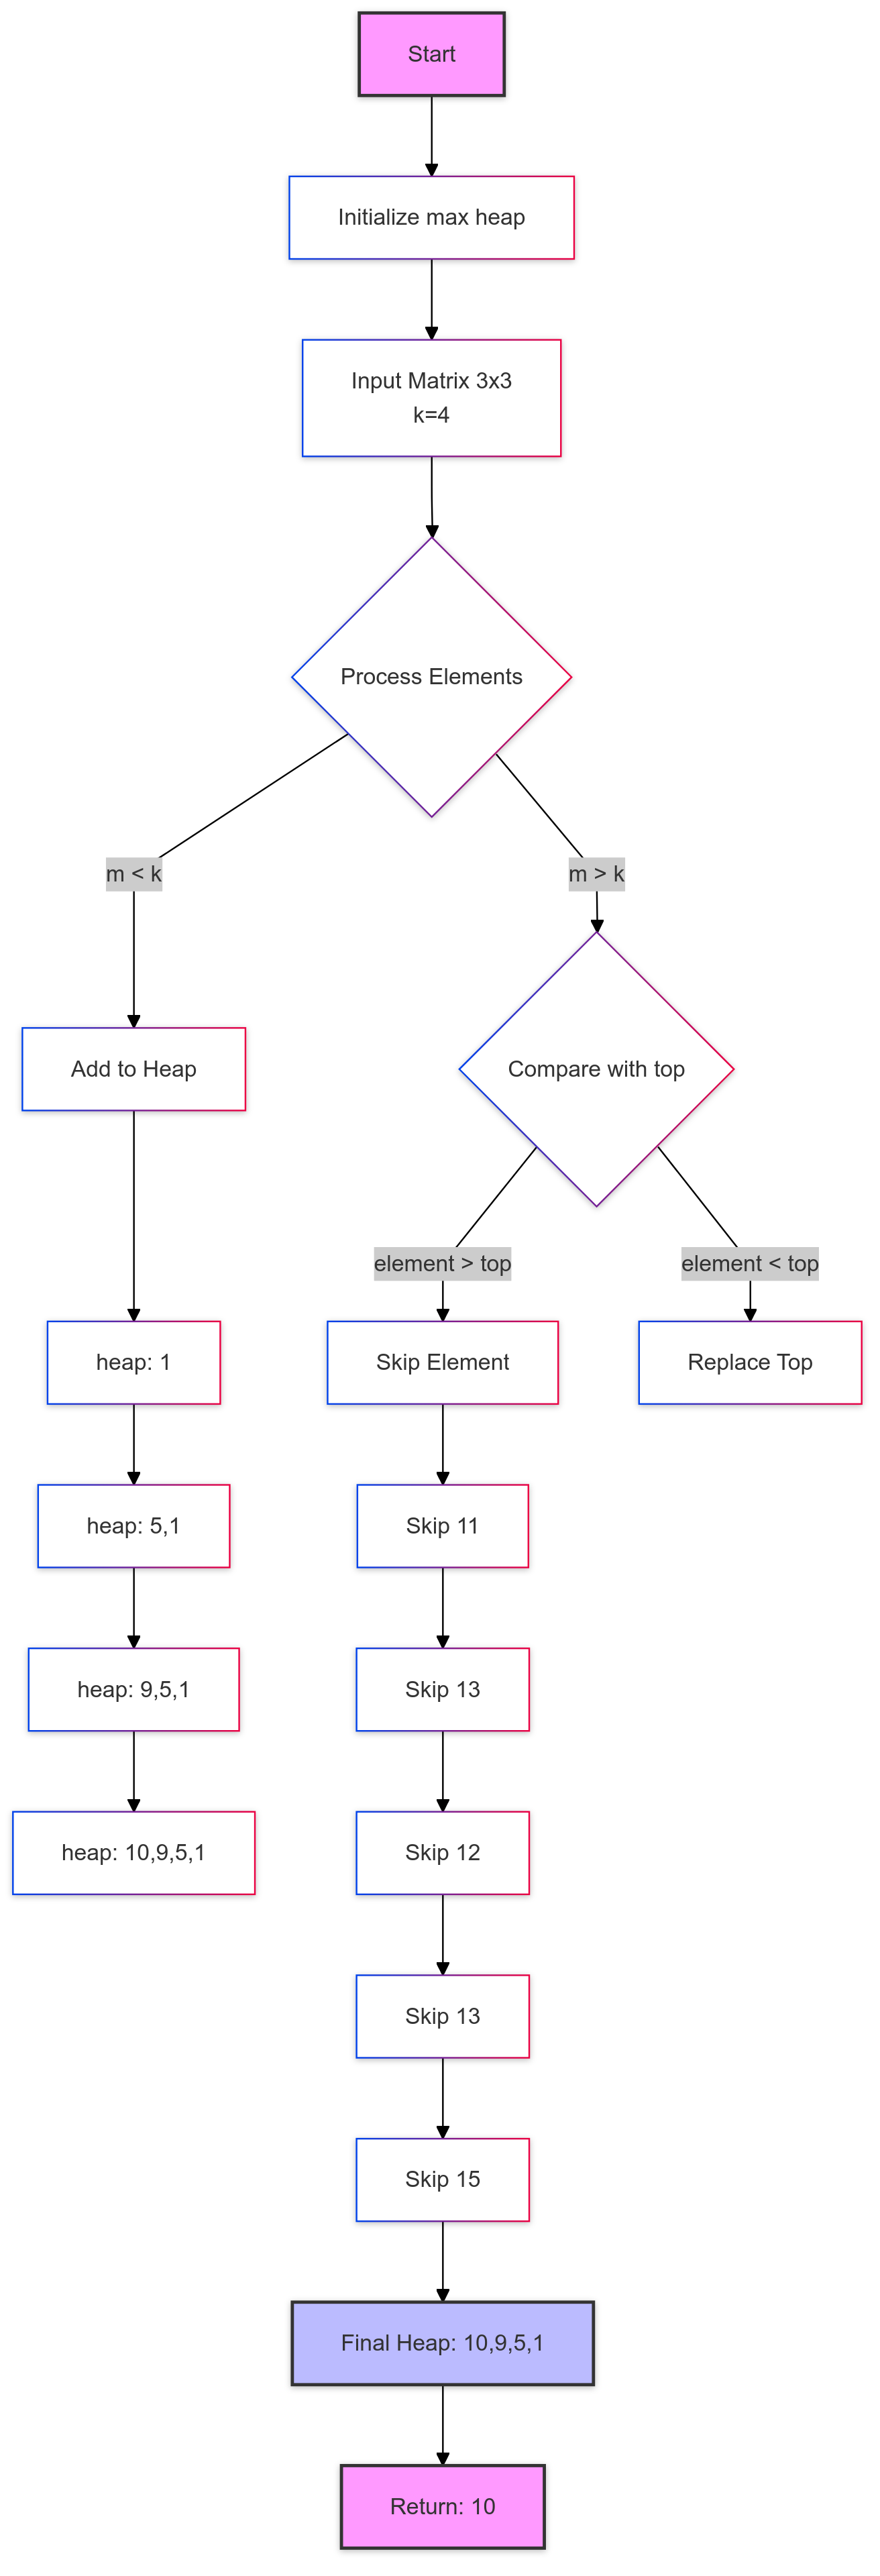 Start
Initialize max heap
Input Matrix 3x3
k=4
Process Elements
m < k
m > k
Add to Heap
Compare with top
element > top
element < top
heap: 1
Skip Element
Replace Top
heap: 5,1
Skip 11
heap: 9,5,1
Skip 13
heap: 10,9,5,1
Skip 12
Skip 13
Skip 15
Final Heap: 10,9,5,1
Return: 10